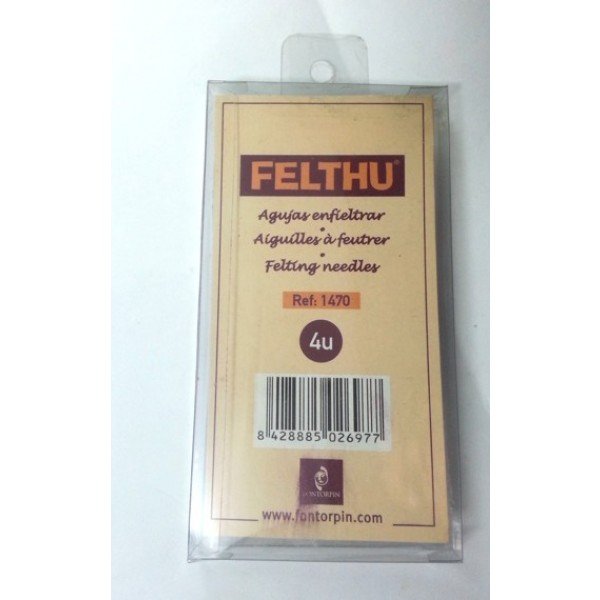 FELTHU®
Agujas enfieltrar
•
Aiguilles à feutrer
•
Felting needles
Ref: 1470
4u
8 428885 026977
FONTORPIN
www.fontorpin.com